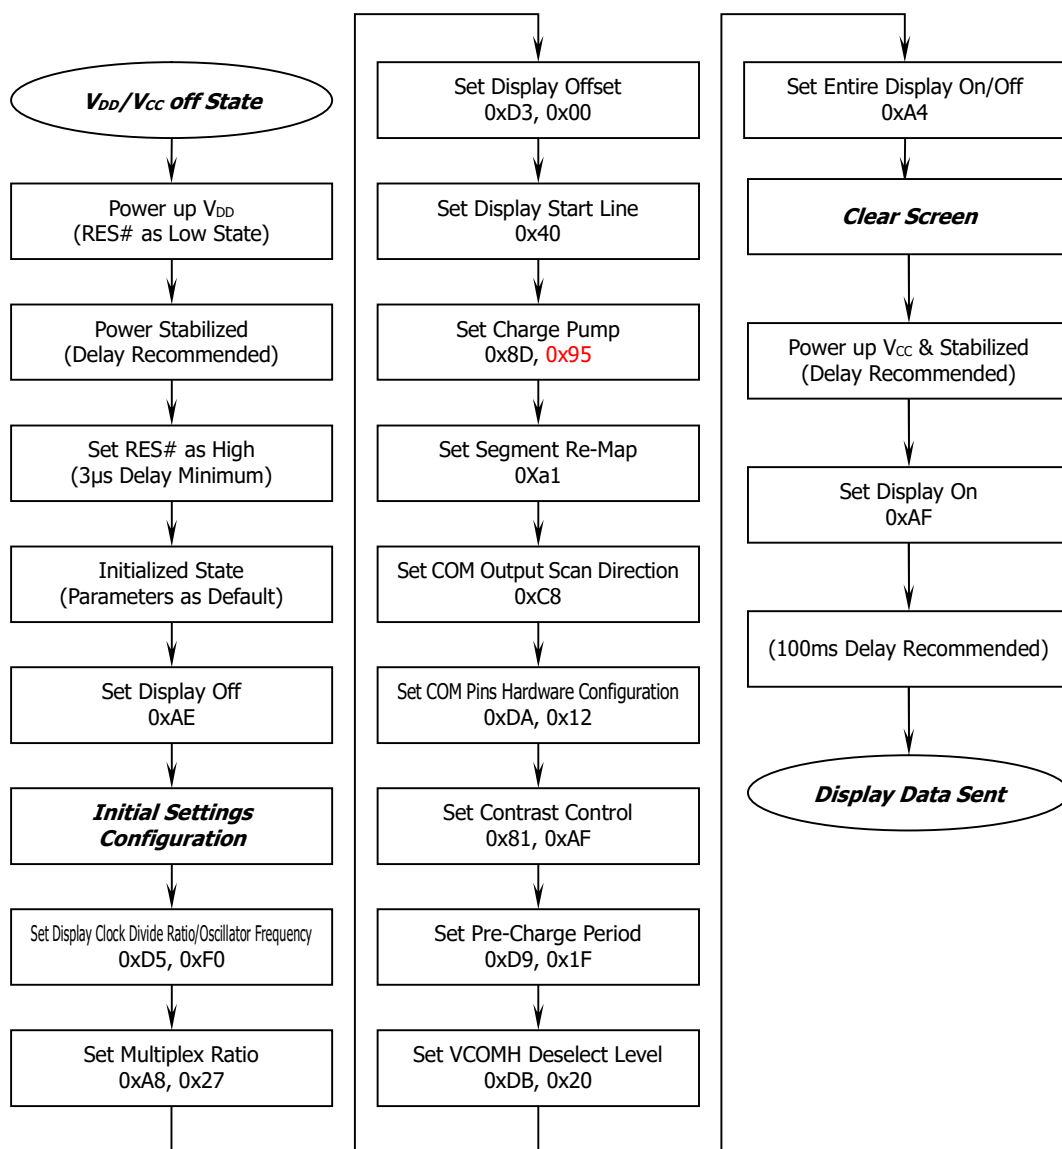 VDD/VCC off State
Power up VDD
(RES# as Low State)
Power Stabilized
(Delay Recommended)
Set RES# as High
(3μs Delay Minimum)
Initialized State
(Parameters as Default)
Set Display Off
0xAE
Initial Settings
Configuration
Set Display Clock Divide Ratio/Oscillator Frequency
0xD5, 0xF0
Set Multiplex Ratio
0xA8, 0x27
Set Display Offset
0xD3, 0x00
Set Display Start Line
0x40
Set Charge Pump
0x8D, 0x95
Set Segment Re-Map
0Xa1
Set COM Output Scan Direction
0xC8
Set COM Pins Hardware Configuration
0xDA, 0x12
Set Contrast Control
0x81, 0xAF
Set Pre-Charge Period
0xD9, 0x1F
Set VCOMH Deselect Level
0xDB, 0x20
Set Entire Display On/Off
0xA4
Clear Screen
Power up VCC & Stabilized
(Delay Recommended)
Set Display On
0xAF
(100ms Delay Recommended)
Display Data Sent